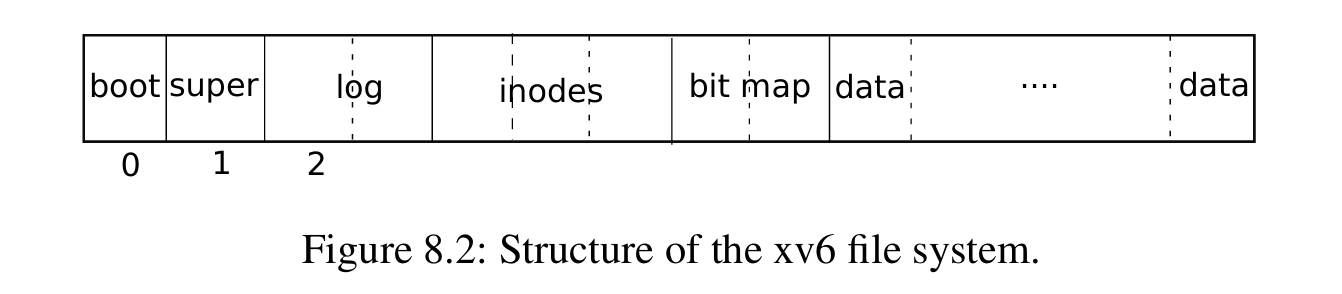 boot super log inodes bit map data .... data
0 1 2
Figure 8.2: Structure of the xv6 file system.